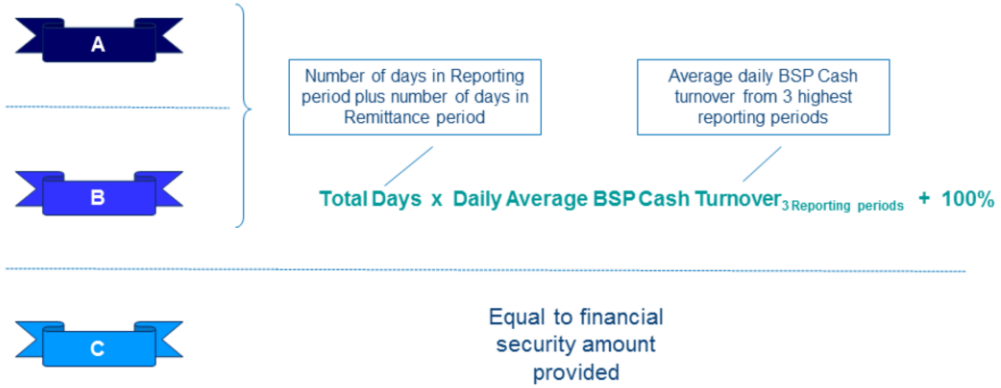 A
Number of days in Reporting
period plus number of days in
Remittance period
Average daily BSP Cash
turnover from 3 highest
reporting periods
B
Total Days x Daily Average BSP Cash Turnover3 Reporting periods + 100%
C
Equal to financial
security amount
provided